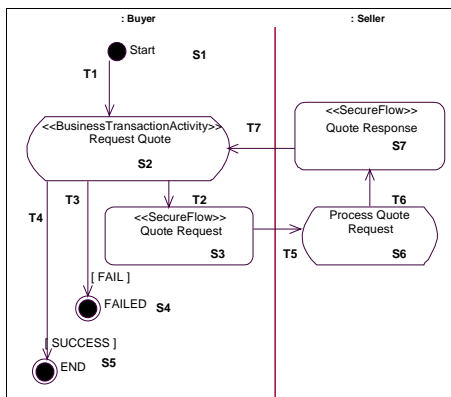 : Buyer
: Seller
Start
S1
T1
<<BusinessTransactionActivity>>
Request Quote
S2
T7
<<SecureFlow>>
Quote Response
S7
T4
T3
T2
T6
<<SecureFlow>>
Quote Request
S3
T5
Process Quote
Request
S6
[ FAIL ]
FAILED
S4
[ SUCCESS ]
END
S5